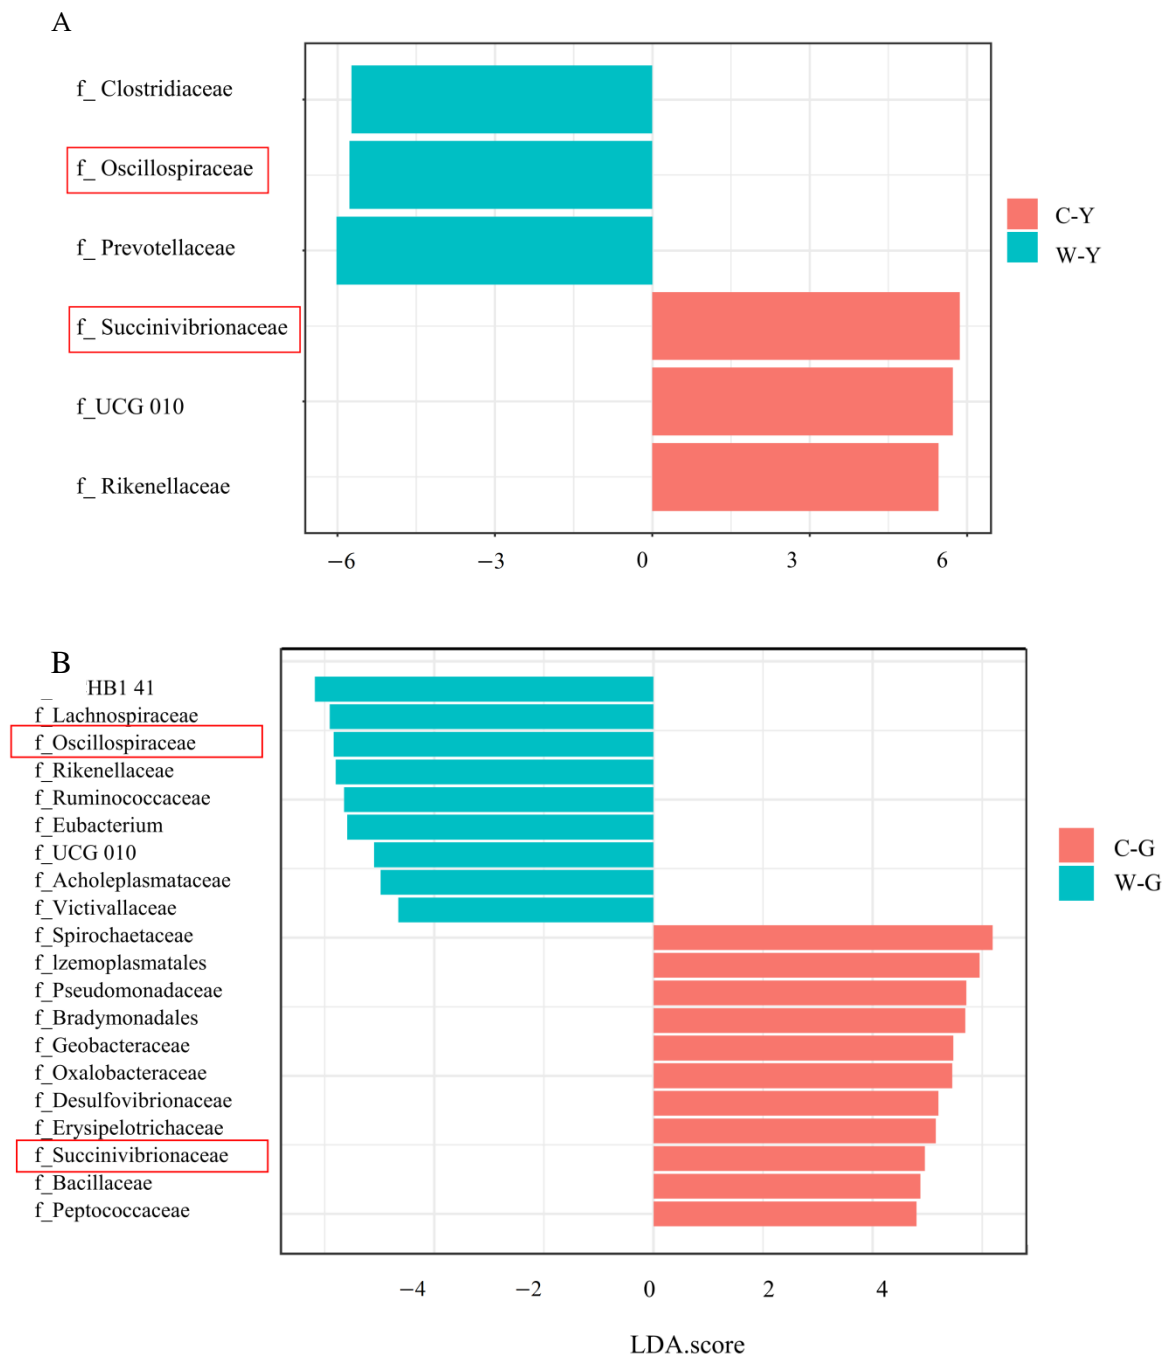 A
f_ Clostridiaceae
f_ Oscillospiraceae
f_ Prevotellaceae
f_ Succinivibrionaceae
f_UCG 010
f_ Rikenellaceae
−6 −3 0 3 6
C-Y
W-Y
B
_ HB1 41
f_Lachnospiraceae
f_Oscillospiraceae
f_Rikenellaceae
f_Ruminococcaceae
f_Eubacterium
f_UCG 010
f_Acholeplasmataceae
f_Victivallaceae
f_Spirochaetaceae
f_lzemoplasmatales
f_Pseudomonadaceae
f_Bradymonadales
f_Geobacteraceae
f_Oxalobacteraceae
f_Desulfovibrionaceae
f_Erysipelotrichaceae
f_Succinivibrionaceae
f_Bacillaceae
f_Peptococcaceae
−4 −2 0 2 4
LDA.score
C-G
W-G